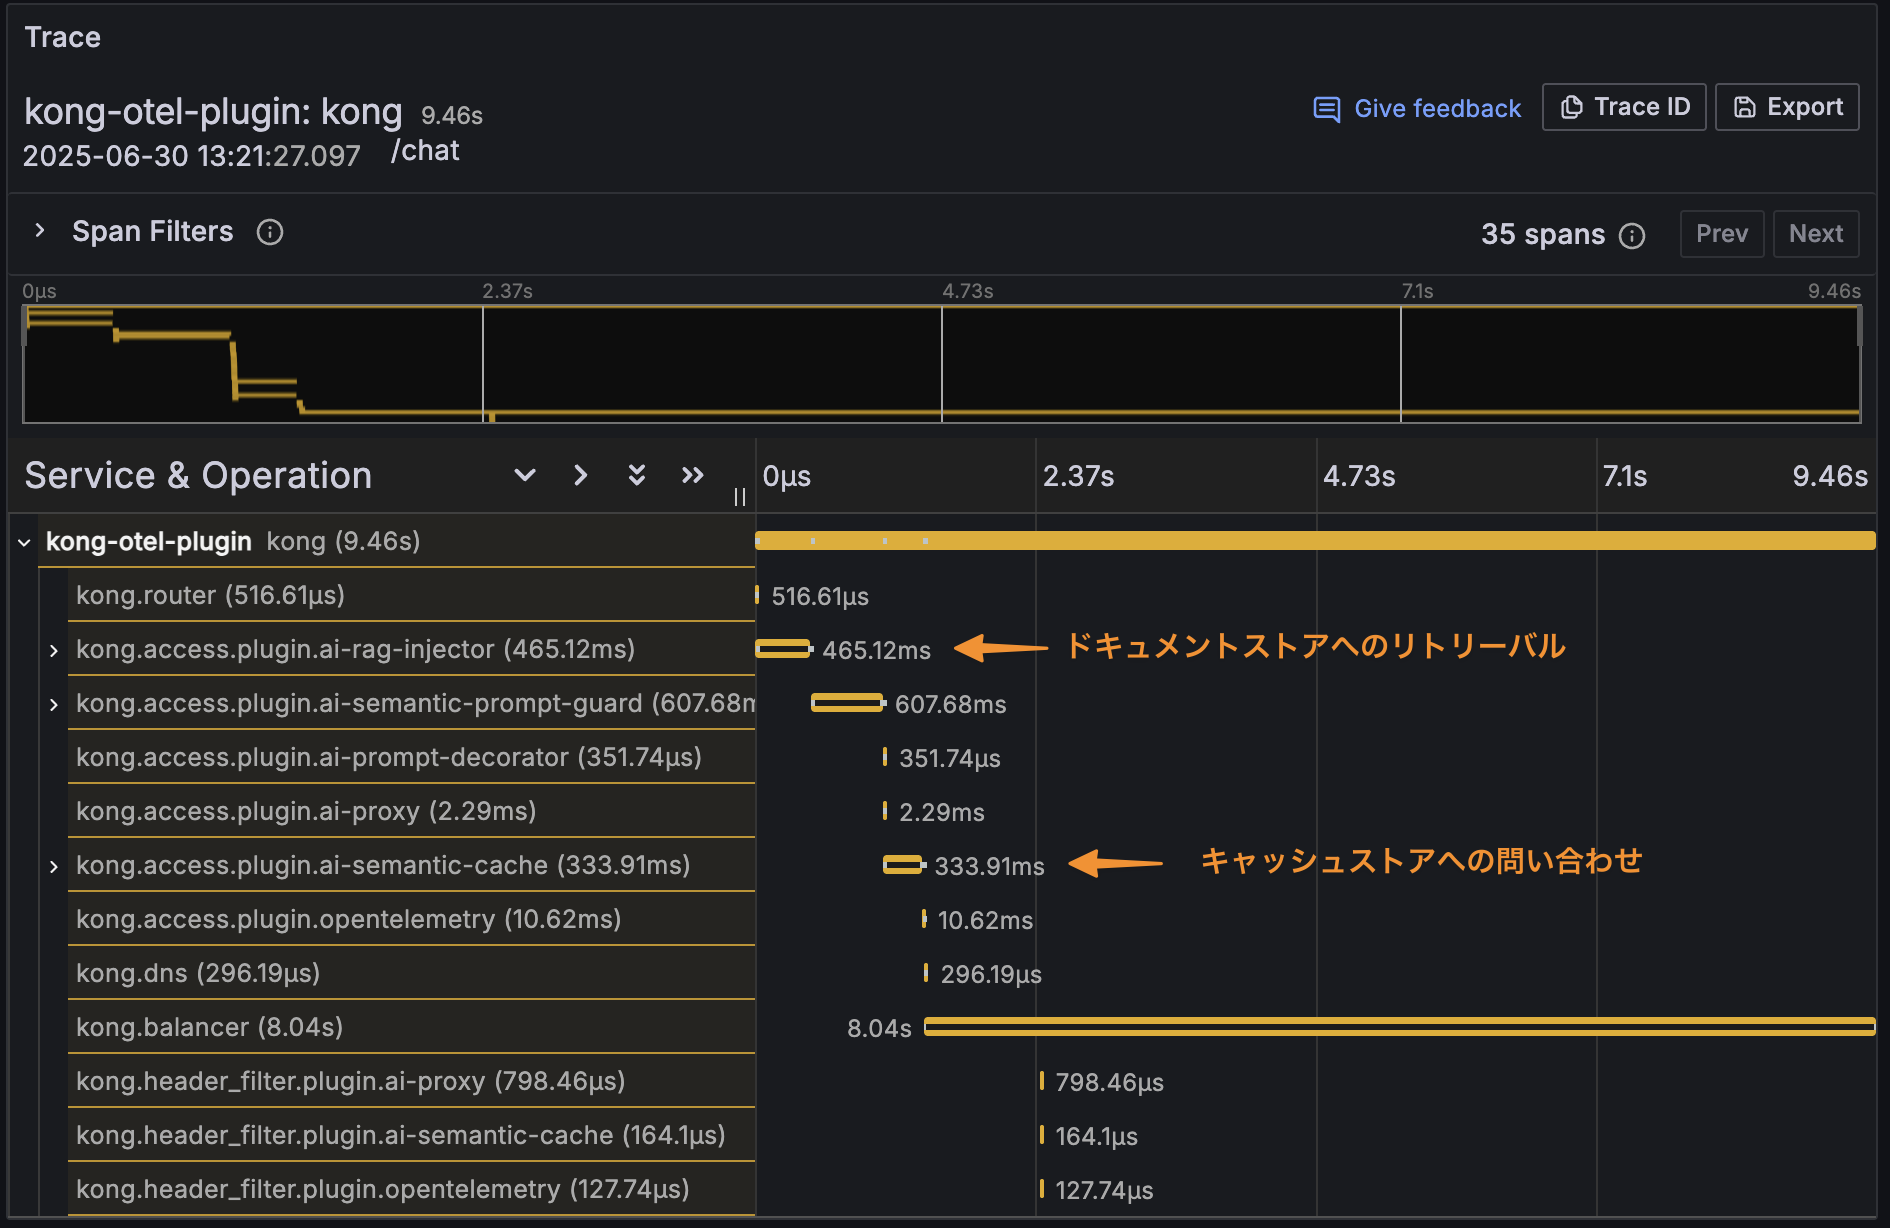 Trace
kong-otel-plugin: kong 9.46s
Give feedback
Trace ID
Export
2025-06-30 13:21:27.097 /chat
Span Filters
35 spans
Prev
Next
0μs 2.37s 4.73s 7.1s 9.46s
Service & Operation
0μs 2.37s 4.73s 7.1s 9.46s
kong-otel-plugin kong (9.46s)
kong.router (516.61μs) 516.61μs
kong.access.plugin.ai-rag-injector (465.12ms) 465.12ms ドキュメントストアへのリトリーバル
kong.access.plugin.ai-semantic-prompt-guard (607.68m 607.68ms
kong.access.plugin.ai-prompt-decorator (351.74μs) 351.74μs
kong.access.plugin.ai-proxy (2.29ms) 2.29ms
kong.access.plugin.ai-semantic-cache (333.91ms) 333.91ms キャッシュストアへの問い合わせ
kong.access.plugin.opentelemetry (10.62ms) 10.62ms
kong.dns (296.19μs) 296.19μs
kong.balancer (8.04s) 8.04s
kong.header_filter.plugin.ai-proxy (798.46μs) 798.46μs
kong.header_filter.plugin.ai-semantic-cache (164.1μs) 164.1μs
kong.header_filter.plugin.opentelemetry (127.74μs) 127.74μs